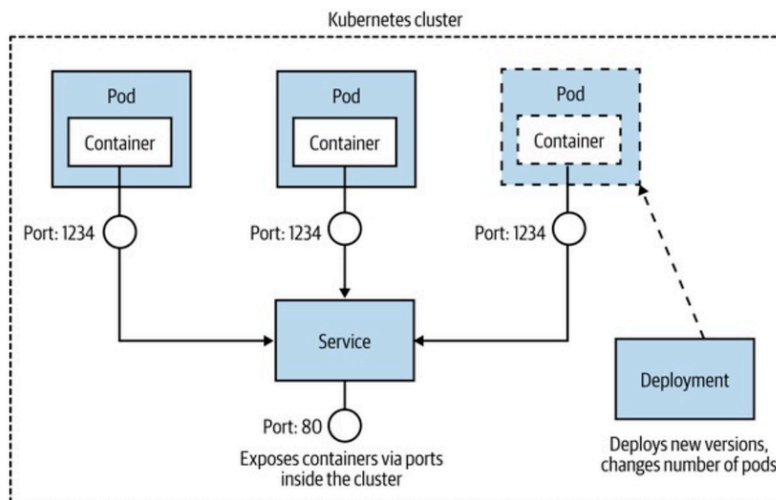 Kubernetes cluster
Pod
Container
Port: 1234
Pod
Container
Port: 1234
Pod
Container
Port: 1234
Service
Port: 80
Exposes containers via ports
inside the cluster
Deployment
Deploys new versions,
changes number of pods